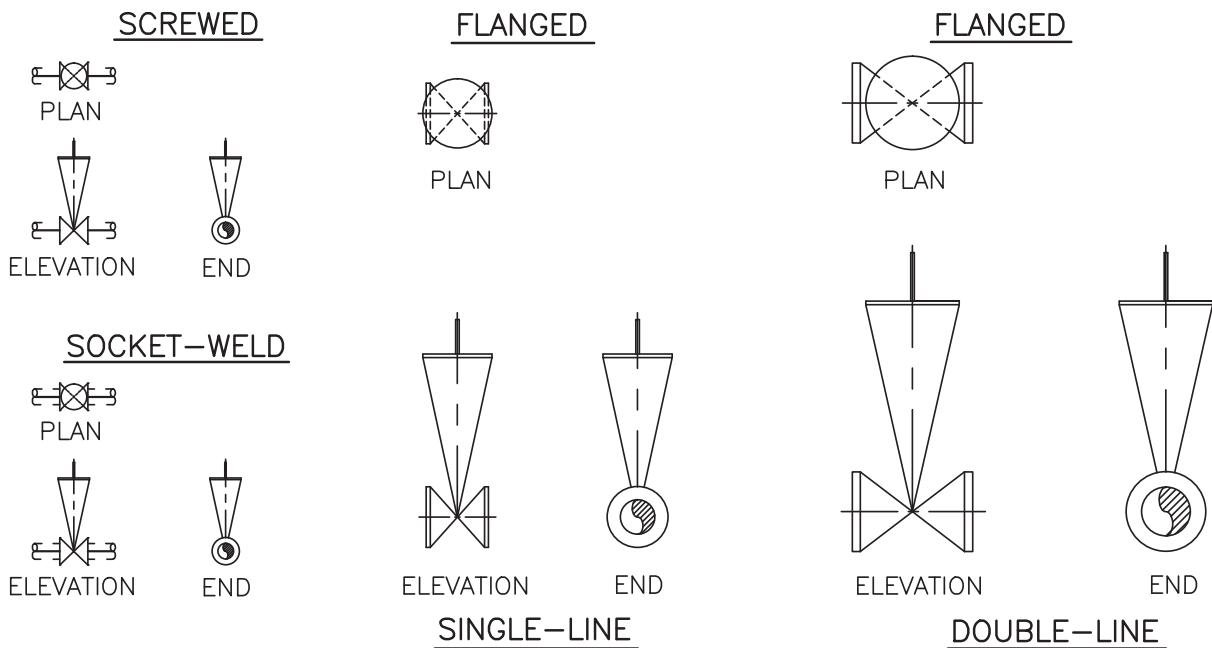 SCREWED
PLAN
ELEVATION
END
SOCKET–WELD
PLAN
ELEVATION
END
FLANGED
PLAN
ELEVATION
END
SINGLE–LINE
FLANGED
PLAN
ELEVATION
END
DOUBLE–LINE